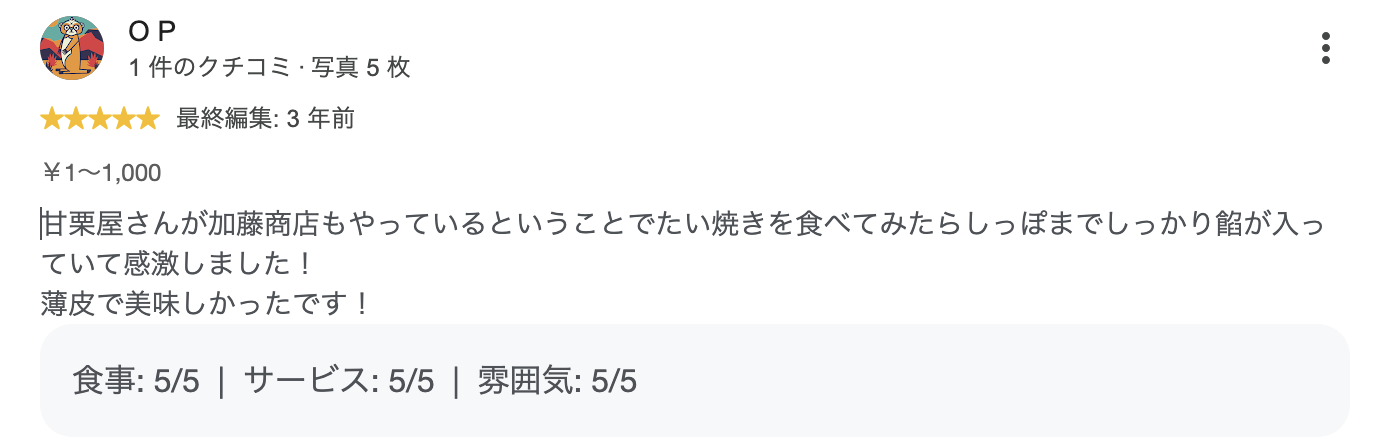 O P
1 件のクチコミ · 写真 5 枚
最終編集: 3 年前
￥1～1,000
甘栗屋さんが加藤商店もやっているということでたい焼きを食べてみたらしっぽまでしっかり餡が入っ
ていて感激しました！
薄皮で美味しかったです！
食事: 5/5 | サービス: 5/5 | 雰囲気: 5/5